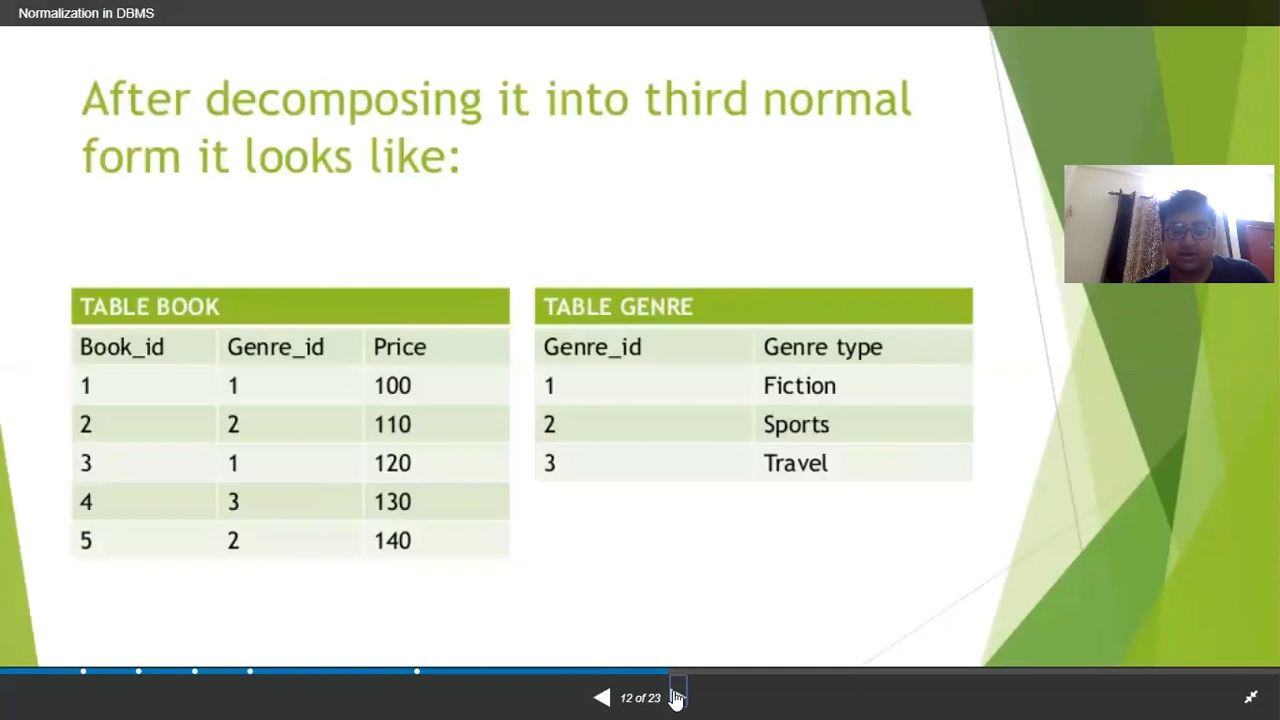 Normalization in DBMS
After decomposing it into third normal
form it looks like:
TABLE BOOK
Book_id Genre_id Price
1 1 100
2 2 110
3 1 120
4 3 130
5 2 140
TABLE GENRE
Genre_id Genre type
1 Fiction
2 Sports
3 Travel
12 of 23